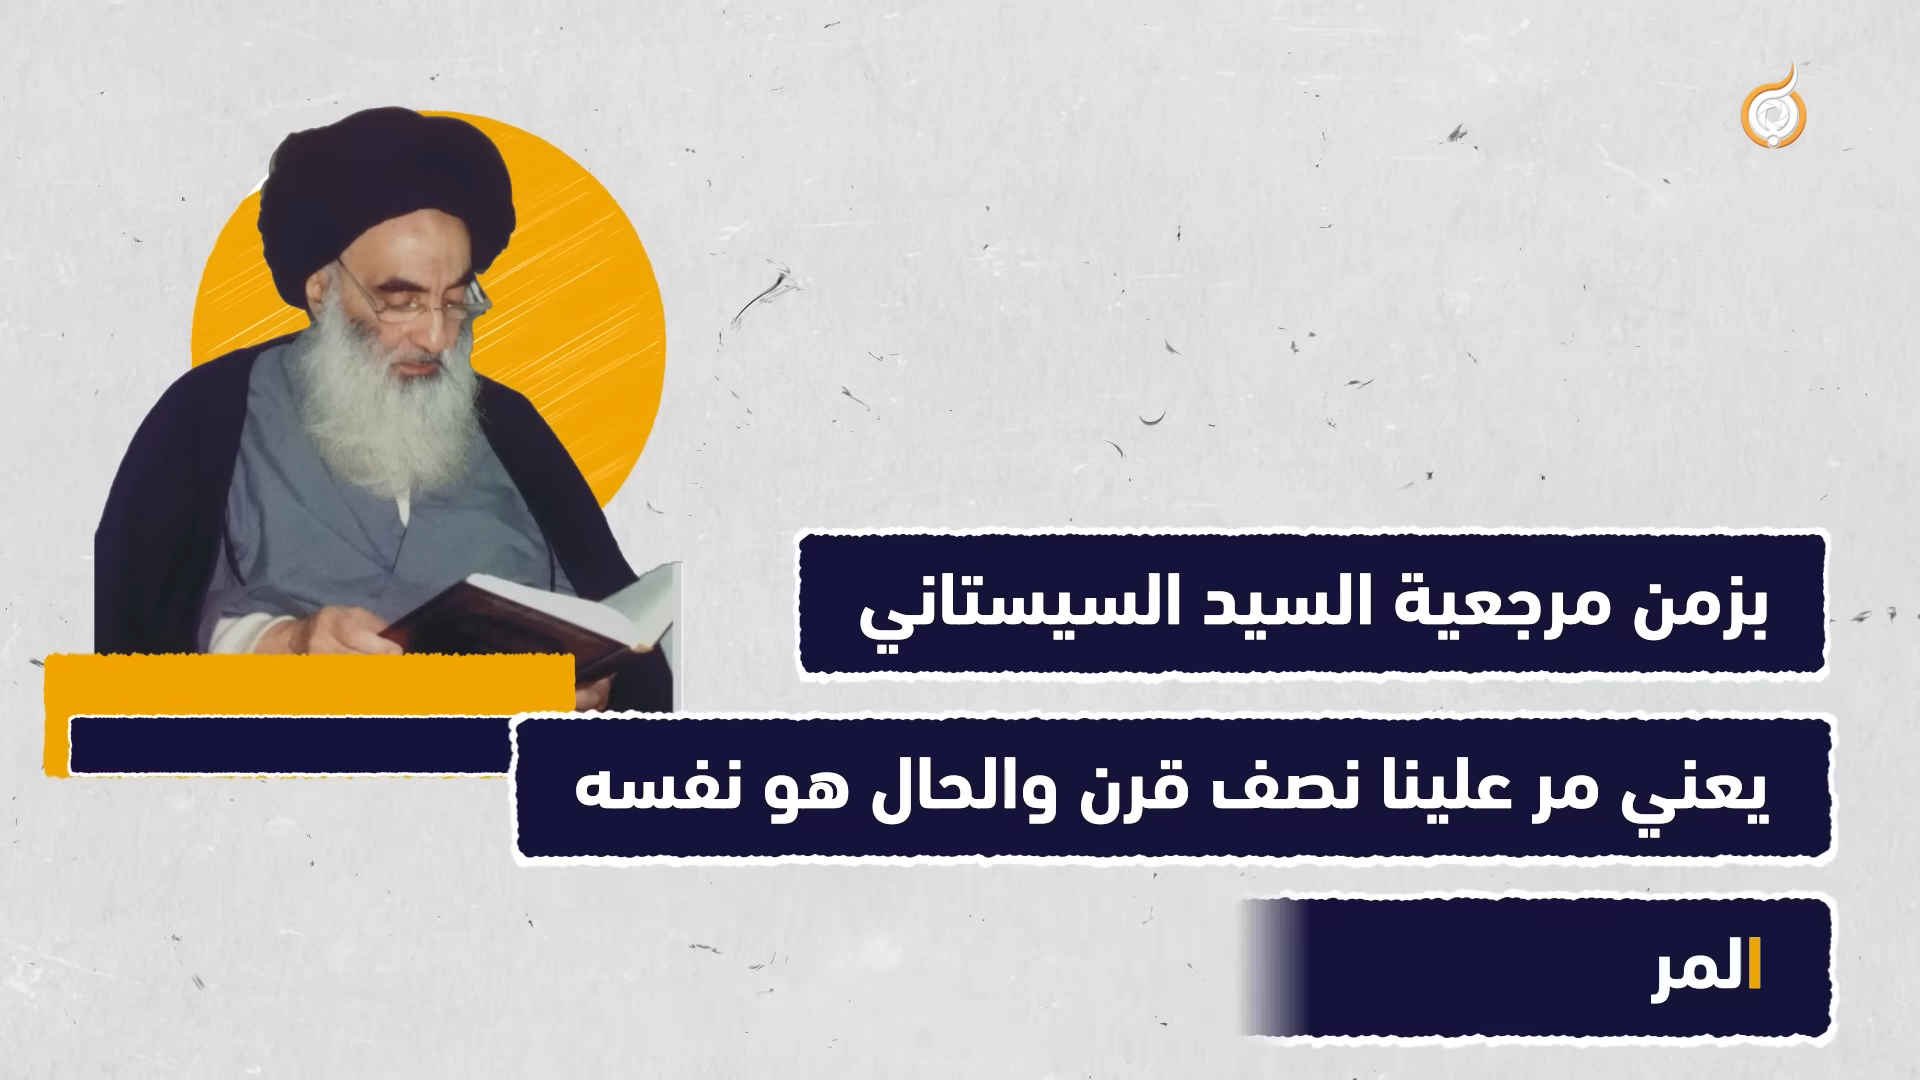 بزمن مرجعية السيد السيستاني
يعني مر علينا نصف قرن والحال هو نفسه
المر